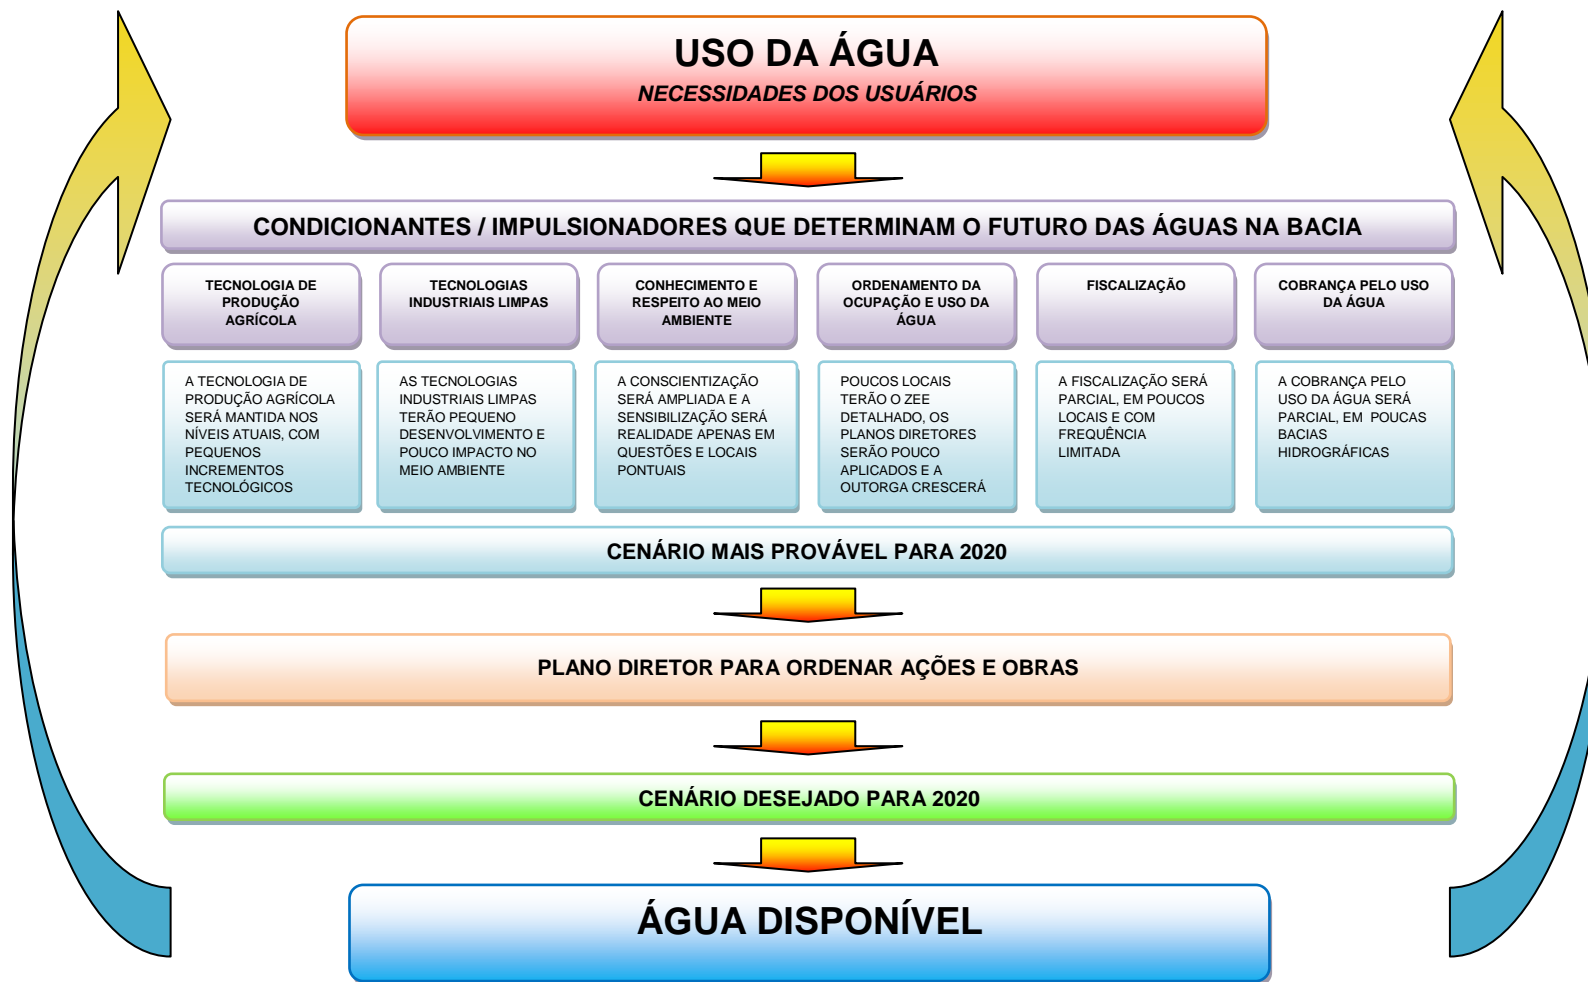 USO DA ÁGUA
NECESSIDADES DOS USUÁRIOS
CONDICIONANTES / IMPULSIONADORES QUE DETERMINAM O FUTURO DAS ÁGUAS NA BACIA
TECNOLOGIA DE
PRODUÇÃO
AGRÍCOLA
TECNOLOGIAS
INDUSTRIAIS LIMPAS
CONHECIMENTO E
RESPEITO AO MEIO
AMBIENTE
ORDENAMENTO DA
OCUPAÇÃO E USO DA
ÁGUA
FISCALIZAÇÃO
COBRANÇA PELO USO
DA ÁGUA
A TECNOLOGIA DE
PRODUÇÃO AGRÍCOLA
SERÁ MANTIDA NOS
NÍVEIS ATUAIS, COM
PEQUENOS
INCREMENTOS
TECNOLÓGICOS
AS TECNOLOGIAS
INDUSTRIAIS LIMPAS
TERÃO PEQUENO
DESENVOLVIMENTO E
POUCO IMPACTO NO
MEIO AMBIENTE
A CONSCIENTIZAÇÃO
SERÁ AMPLIADA E A
SENSIBILIZAÇÃO SERÁ
REALIDADE APENAS EM
QUESTÕES E LOCAIS
PONTUAIS
POUCOS LOCAIS
TERÃO O ZEE
DETALHADO, OS
PLANOS DIRETORES
SERÃO POUCO
APLICADOS E A
OUTORGA CRESCERÁ
A FISCALIZAÇÃO SERÁ
PARCIAL, EM POUCOS
LOCAIS E COM
FREQUÊNCIA
LIMITADA
A COBRANÇA PELO
USO DA ÁGUA SERÁ
PARCIAL, EM POUCAS
BACIAS
HIDROGRÁFICAS
CENÁRIO MAIS PROVÁVEL PARA 2020
PLANO DIRETOR PARA ORDENAR AÇÕES E OBRAS
CENÁRIO DESEJADO PARA 2020
ÁGUA DISPONÍVEL